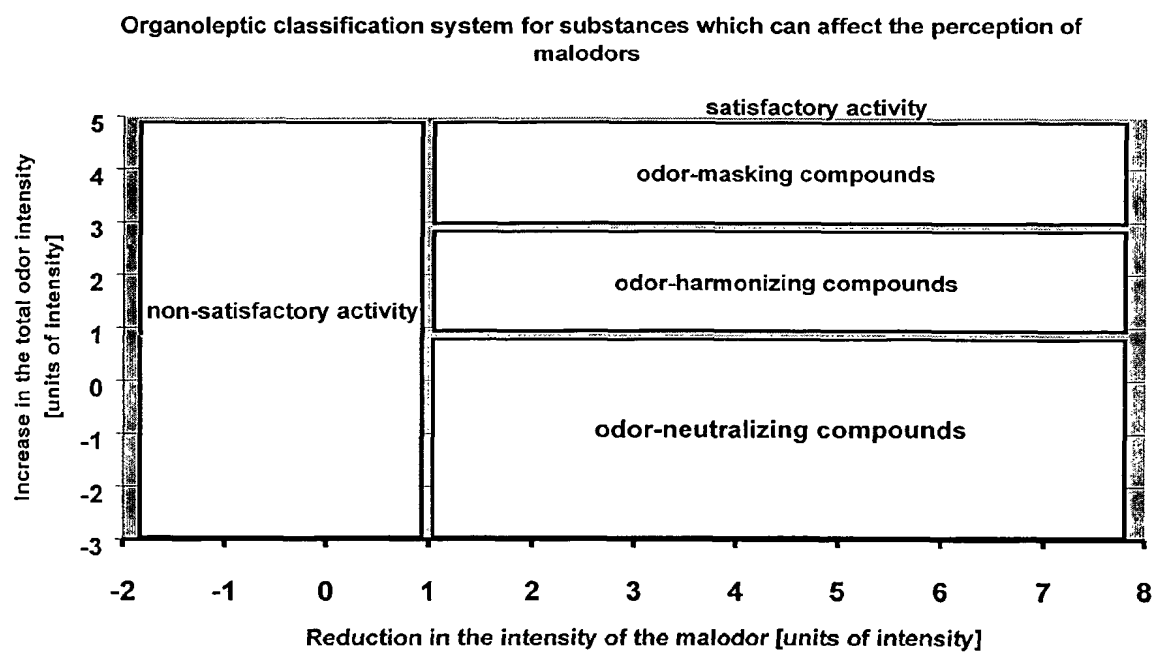 Organoleptic classification system for substances which can affect the perception of
malodors
satisfactory activity
5
4
3
2
1
0
-1
-2
-3
Increase in the total odor intensity
[units of intensity]
odor-masking compounds
odor-harmonizing compounds
non-satisfactory activity
odor-neutralizing compounds
-2 -1 0 1 2 3 4 5 6 7 8
Reduction in the intensity of the malodor [units of intensity]